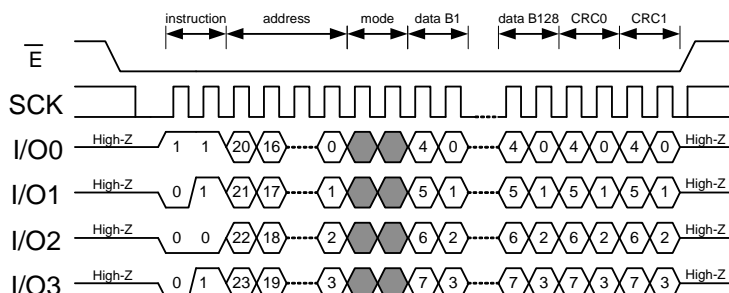 instruction address mode data B1 data B128 CRC0 CRC1
E
SCK
I/O0 High-Z 1 1 20 16 0 4 0 4 0 4 0 4 0 High-Z
I/O1 High-Z 0 1 21 17 1 5 1 5 1 5 1 5 1 High-Z
I/O2 High-Z 0 0 22 18 2 6 2 6 2 6 2 6 2 High-Z
I/O3 High-Z 0 1 23 19 3 7 3 7 3 7 3 7 3 High-Z